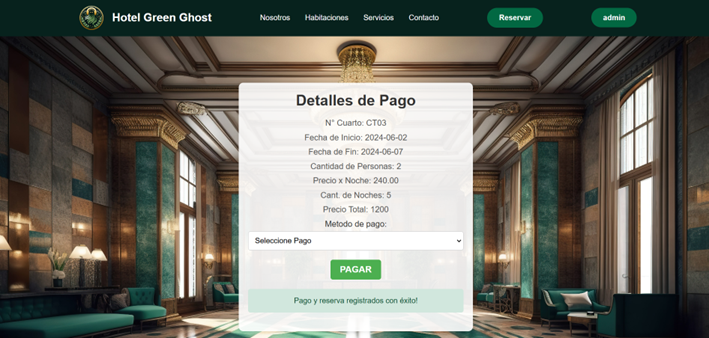 Hotel Green Ghost
Nosotros
Habitaciones
Servicios
Contacto
Reservar
admin
Detalles de Pago
N° Cuarto: CT03
Fecha de Inicio: 2024-06-02
Fecha de Fin: 2024-06-07
Cantidad de Personas: 2
Precio x Noche: 240.00
Cant. de Noches: 5
Precio Total: 1200
Metodo de pago:
Seleccione Pago
PAGAR
Pago y reserva registrados con éxito!